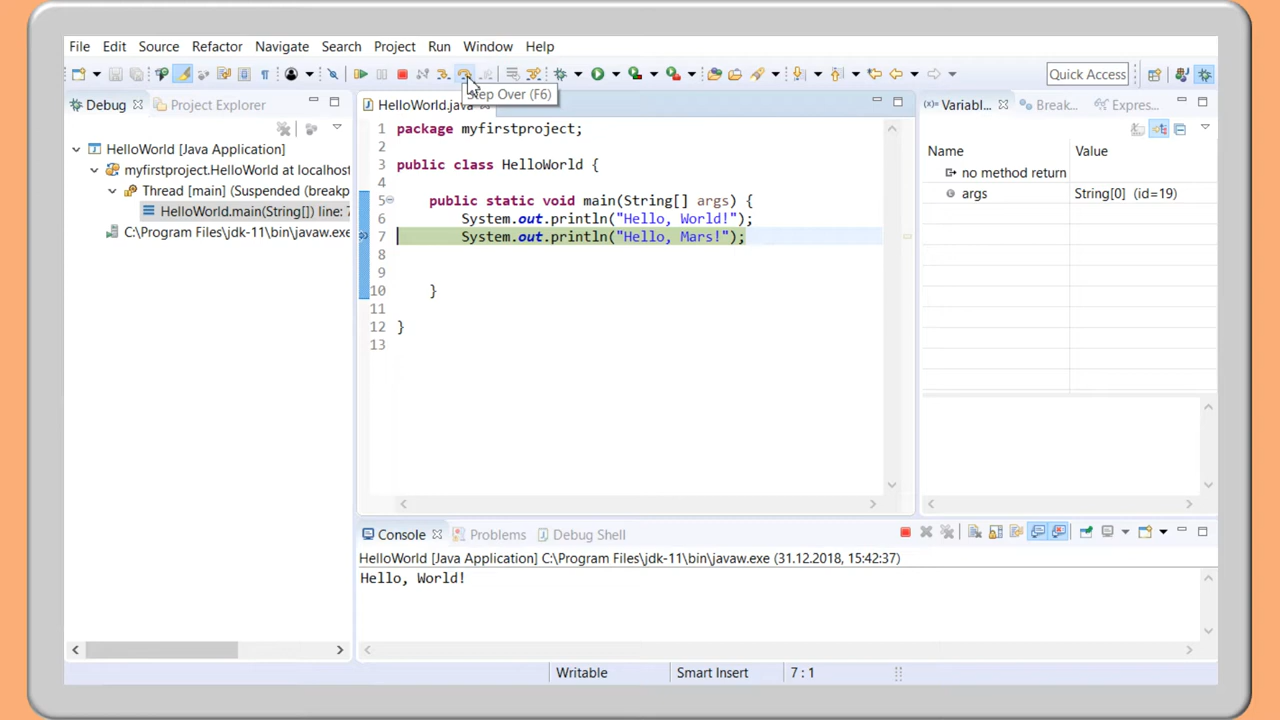 File Edit Source Refactor Navigate Search Project Run Window Help
Quick Access
Step Over (F6)
Debug Project Explorer
HelloWorld [Java Application]
myfirstproject.HelloWorld at localhost
Thread [main] (Suspended (breakp
HelloWorld.main(String[]) line: 7
C:\Program Files\jdk-11\bin\javaw.exe
HelloWorld.java
1 package myfirstproject;
2
3 public class HelloWorld {
4
5 public static void main(String[] args) {
6 System.out.println("Hello, World!");
7 System.out.println("Hello, Mars!");
8
9
10 }
11
12 }
13
(x)= Variabl... Break... Expres...
Name Value
no method return
args String[0] (id=19)
Console Problems Debug Shell
HelloWorld [Java Application] C:\Program Files\jdk-11\bin\javaw.exe (31.12.2018, 15:42:37)
Hello, World!
Writable Smart Insert 7 : 1